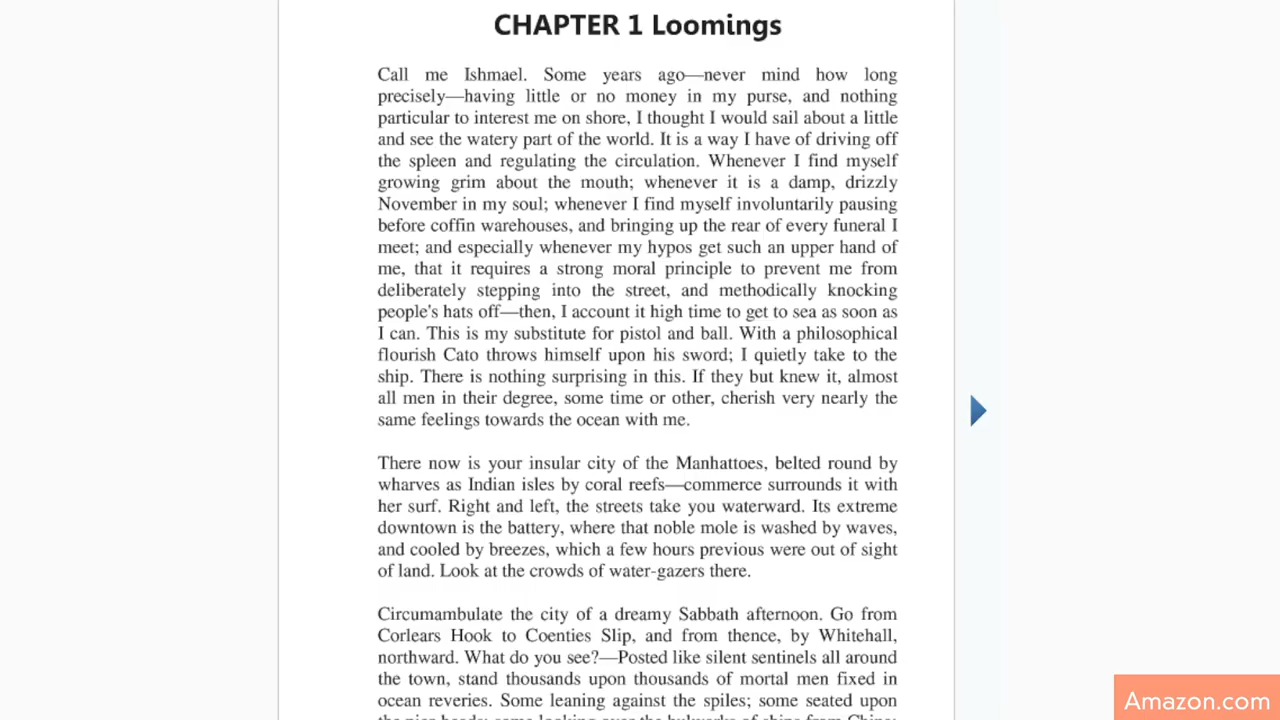 CHAPTER 1 Loomings
Call me Ishmael. Some years ago—never mind how long
precisely—having little or no money in my purse, and nothing
particular to interest me on shore, I thought I would sail about a little
and see the watery part of the world. It is a way I have of driving off
the spleen and regulating the circulation. Whenever I find myself
growing grim about the mouth; whenever it is a damp, drizzly
November in my soul; whenever I find myself involuntarily pausing
before coffin warehouses, and bringing up the rear of every funeral I
meet; and especially whenever my hypos get such an upper hand of
me, that it requires a strong moral principle to prevent me from
deliberately stepping into the street, and methodically knocking
people's hats off—then, I account it high time to get to sea as soon as
I can. This is my substitute for pistol and ball. With a philosophical
flourish Cato throws himself upon his sword; I quietly take to the
ship. There is nothing surprising in this. If they but knew it, almost
all men in their degree, some time or other, cherish very nearly the
same feelings towards the ocean with me.
There now is your insular city of the Manhattoes, belted round by
wharves as Indian isles by coral reefs—commerce surrounds it with
her surf. Right and left, the streets take you waterward. Its extreme
downtown is the battery, where that noble mole is washed by waves,
and cooled by breezes, which a few hours previous were out of sight
of land. Look at the crowds of water-gazers there.
Circumambulate the city of a dreamy Sabbath afternoon. Go from
Corlears Hook to Coenties Slip, and from thence, by Whitehall,
northward. What do you see?—Posted like silent sentinels all around
the town, stand thousands upon thousands of mortal men fixed in
ocean reveries. Some leaning against the spiles; some seated upon
Amazon.com